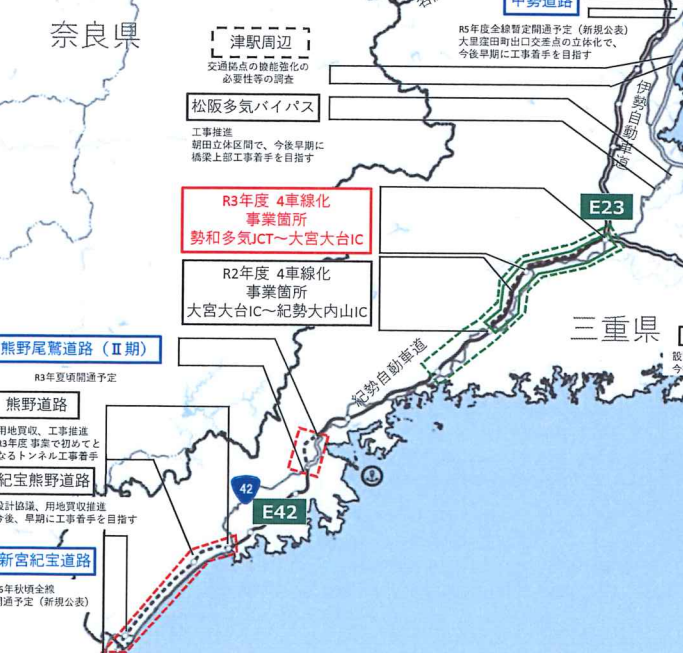 奈良県
津駅周辺
交通拠点の機能強化の
必要性等の調査
松阪多気バイパス
工事推進
朝田立体区間で、今後早期に
橋梁上部工事着手を目指す
中勢道路
R5年度全線暫定開通予定（新規公表）
大里窪田町出口交差点の立体化で、
今後早期に工事着手を目指す
伊勢自動車道
E23
R3年度 4車線化
事業箇所
勢和多気JCT～大宮大台IC
R2年度 4車線化
事業箇所
大宮大台IC～紀勢大内山IC
三重県
設
今
紀勢自動車道
熊野尾鷲道路（Ⅱ期）
R3年夏頃開通予定
熊野道路
用地買収、工事推進
R3年度 事業で初めてと
なるトンネル工事着手
紀宝熊野道路
設計協議、用地買収推進
今後、早期に工事着手を目指す
42
E42
新宮紀宝道路
6年秋頃全線
開通予定（新規公表）